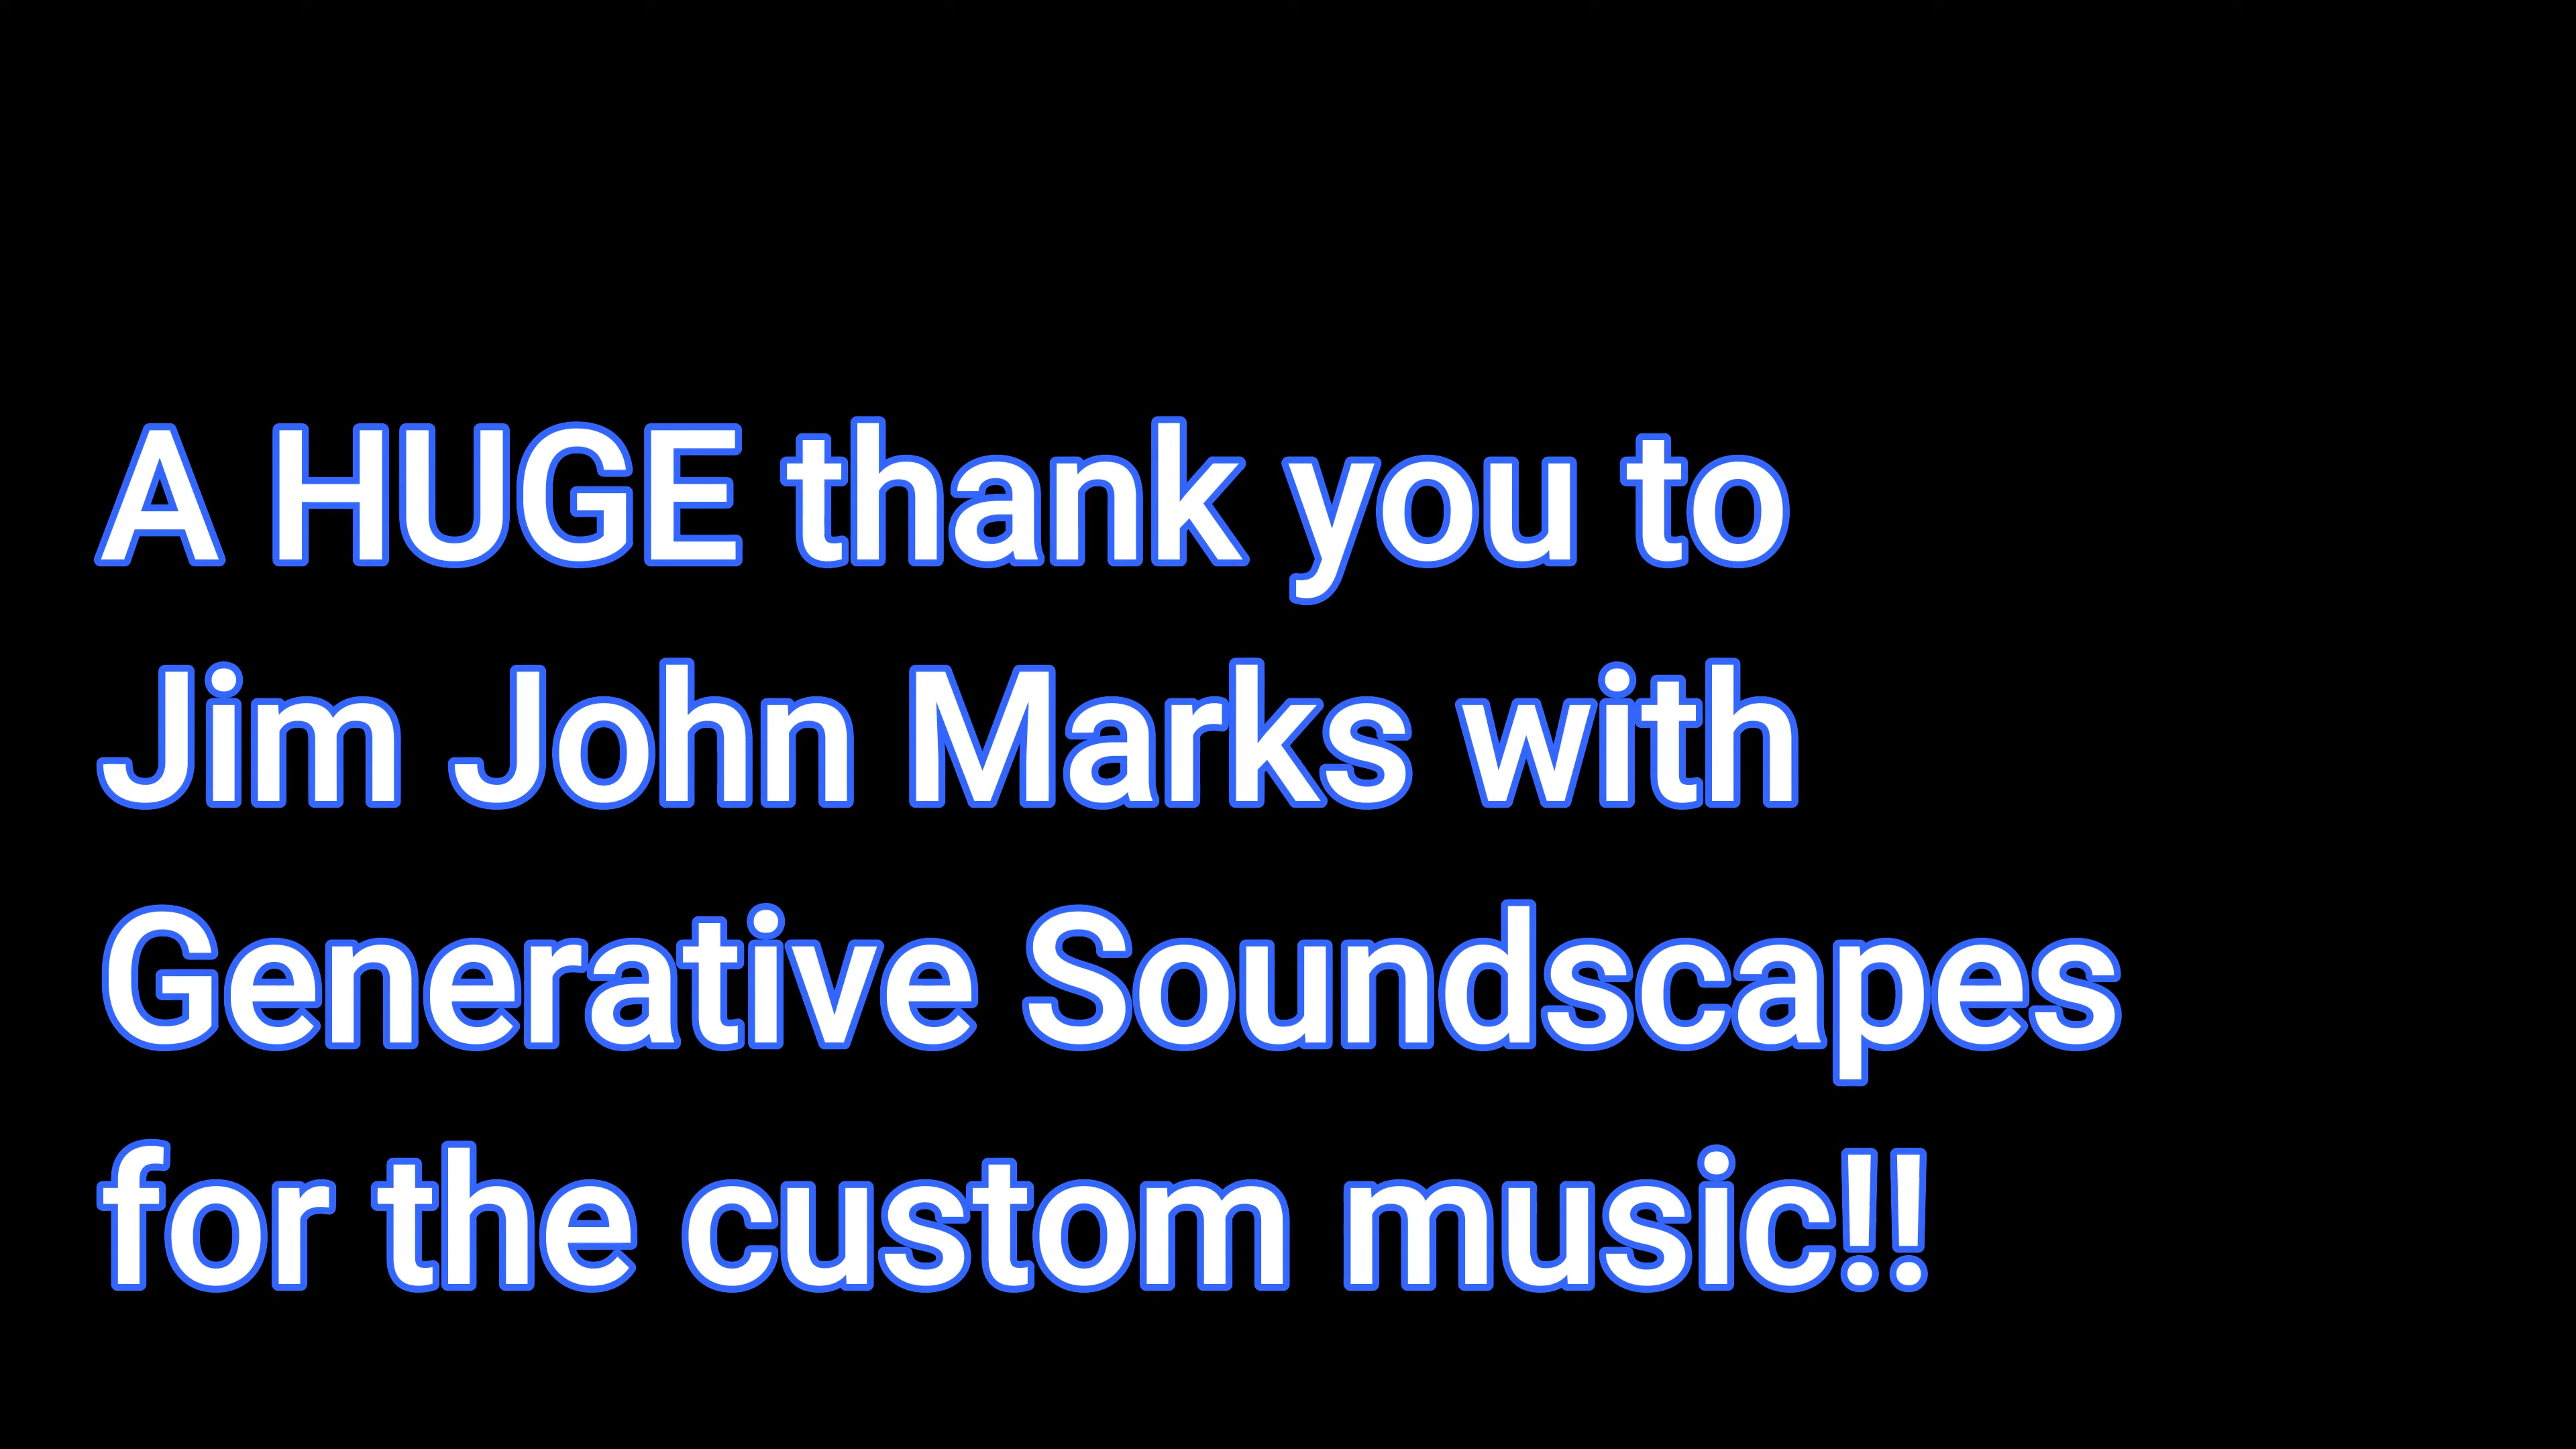 A HUGE thank you to
Jim John Marks with
Generative Soundscapes
for the custom music!!